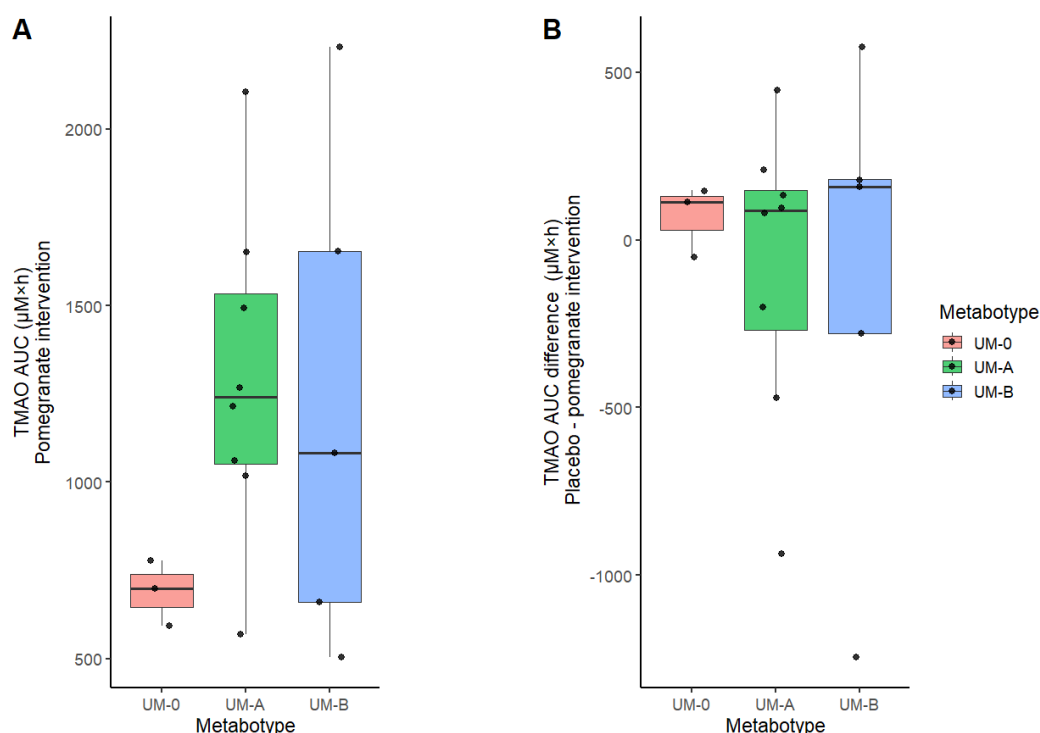 A
TMAO AUC (µM×h)
Pomegranate intervention
2000
1500
1000
500
UM-0 UM-A UM-B
Metabotype
B
TMAO AUC difference (µM×h)
Placebo - pomegranate intervention
500
0
-500
-1000
UM-0 UM-A UM-B
Metabotype
Metabotype
UM-0
UM-A
UM-B